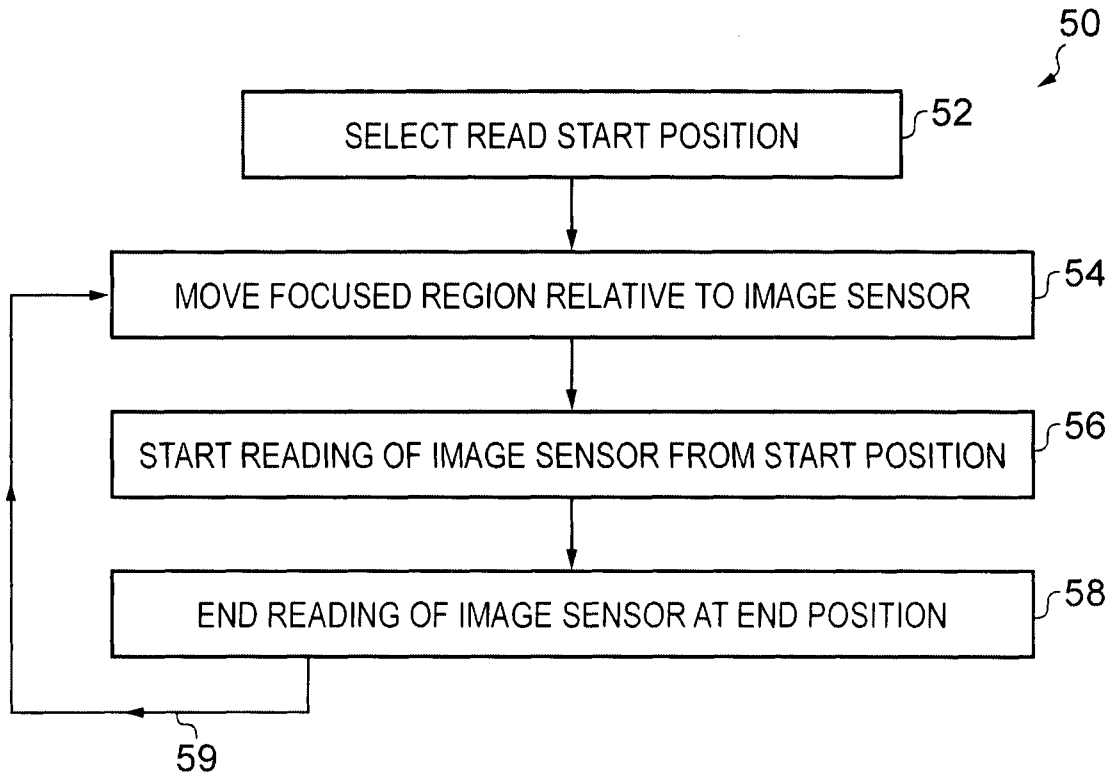 50
SELECT READ START POSITION
52
MOVE FOCUSED REGION RELATIVE TO IMAGE SENSOR
54
START READING OF IMAGE SENSOR FROM START POSITION
56
END READING OF IMAGE SENSOR AT END POSITION
58
59